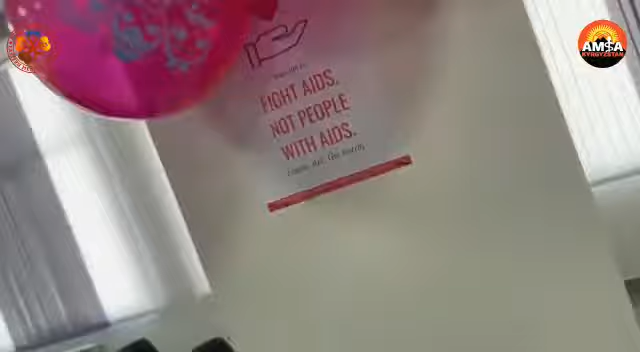 AMSA
KYRGYZSTAN
FIGHT AIDS,
NOT PEOPLE
WITH AIDS.